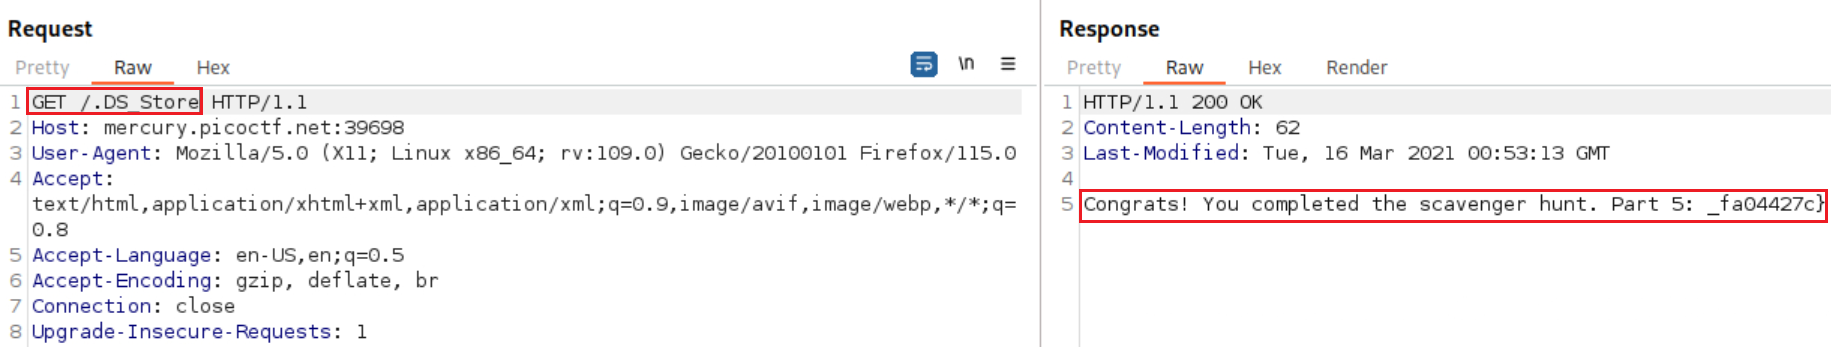 Request
Pretty Raw Hex \n
1 GET /.DS_Store HTTP/1.1
2 Host: mercury.picoctf.net:39698
3 User-Agent: Mozilla/5.0 (X11; Linux x86_64; rv:109.0) Gecko/20100101 Firefox/115.0
4 Accept:
text/html,application/xhtml+xml,application/xml;q=0.9,image/avif,image/webp,*/*;q=
0.8
5 Accept-Language: en-US,en;q=0.5
6 Accept-Encoding: gzip, deflate, br
7 Connection: close
8 Upgrade-Insecure-Requests: 1
Response
Pretty Raw Hex Render
1 HTTP/1.1 200 OK
2 Content-Length: 62
3 Last-Modified: Tue, 16 Mar 2021 00:53:13 GMT
4
5 Congrats! You completed the scavenger hunt. Part 5: _fa04427c}